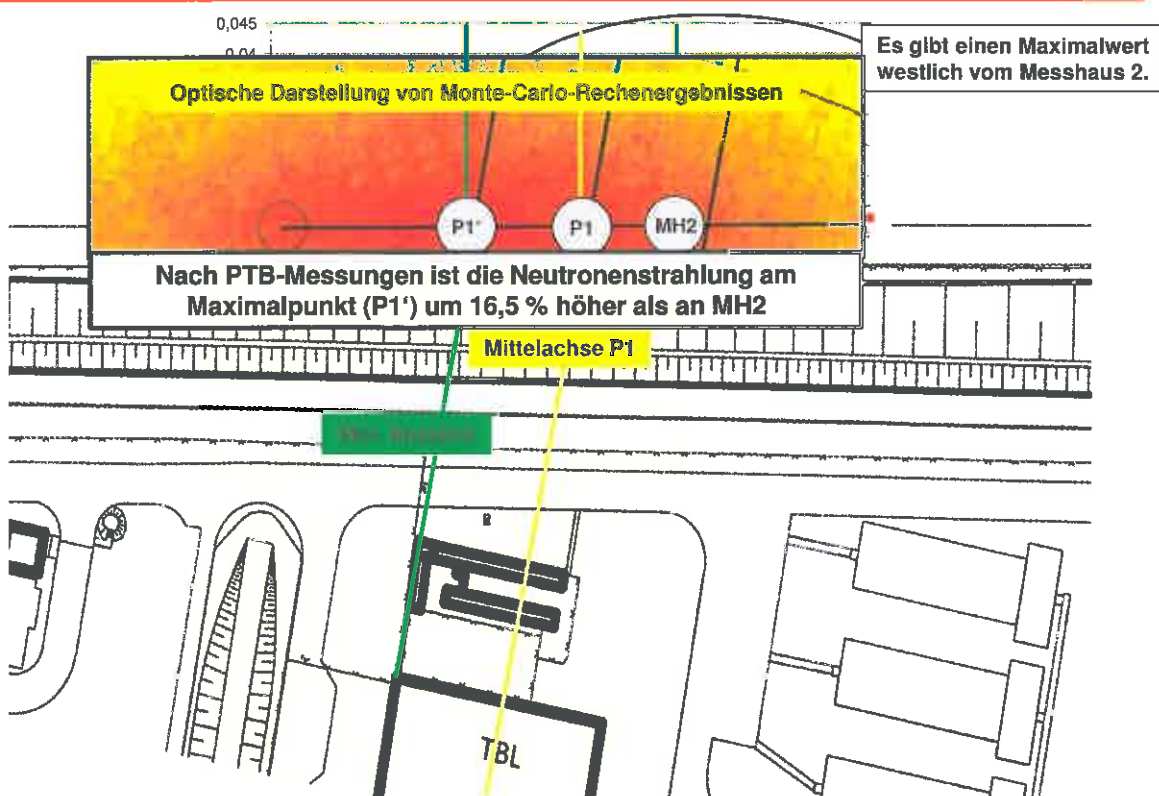 0,045
0,04
Es gibt einen Maximalwert
westlich vom Messhaus 2.
Optische Darstellung von Monte-Carlo-Rechenergebnissen
P1'
P1
MH2
Nach PTB-Messungen ist die Neutronenstrahlung am
Maximalpunkt (P1') um 16,5 % höher als an MH2
Mittelachse P1
TBL